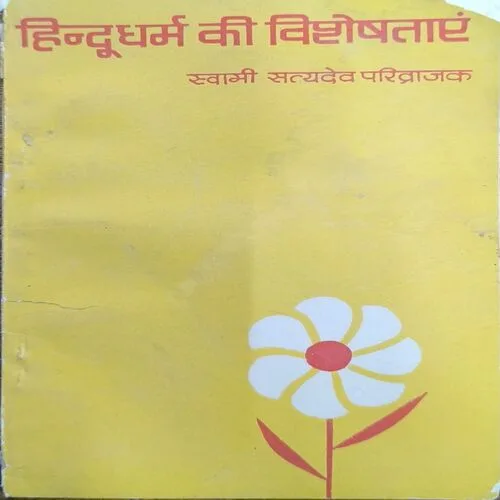 हिन्दूधर्म की विशेषताएं
स्वामी सत्यदेव परिव्राजक